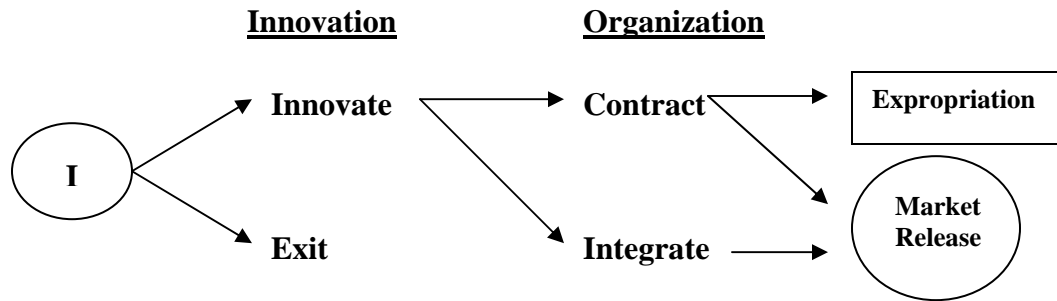 Innovation Organization
Innovate Contract Expropriation
I
Market
Release
Exit Integrate